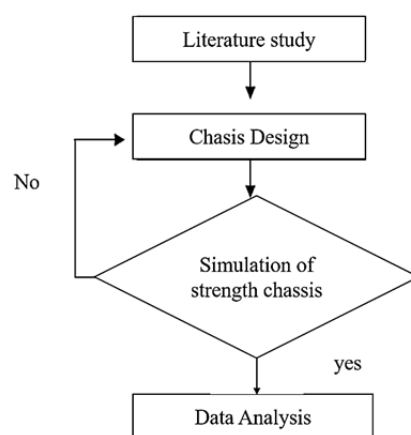 Literature study
Chasis Design
No
Simulation of
strength chassis
yes
Data Analysis